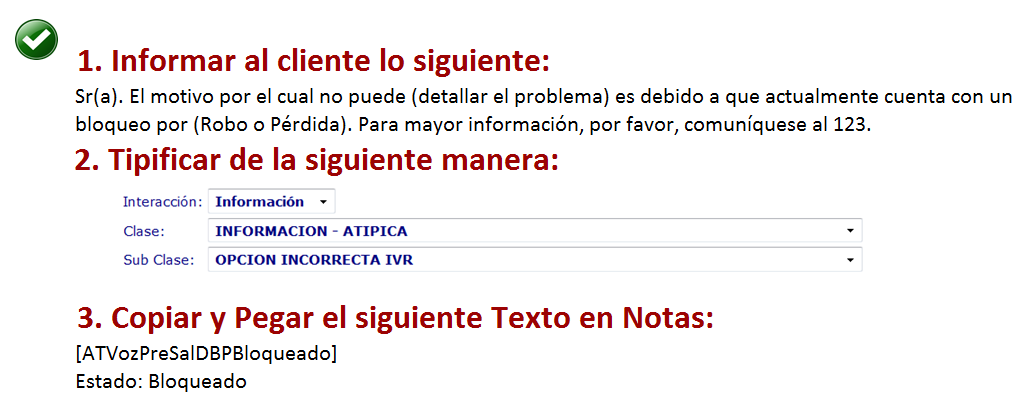 1. Informar al cliente lo siguiente:
Sr(a). El motivo por el cual no puede (detallar el problema) es debido a que actualmente cuenta con un
bloqueo por (Robo o Pérdida). Para mayor información, por favor, comuníquese al 123.
2. Tipificar de la siguiente manera:
Interacción: Información
Clase: INFORMACION - ATIPICA
Sub Clase: OPCION INCORRECTA IVR
3. Copiar y Pegar el siguiente Texto en Notas:
[ATVozPreSalDBPBloqueado]
Estado: Bloqueado